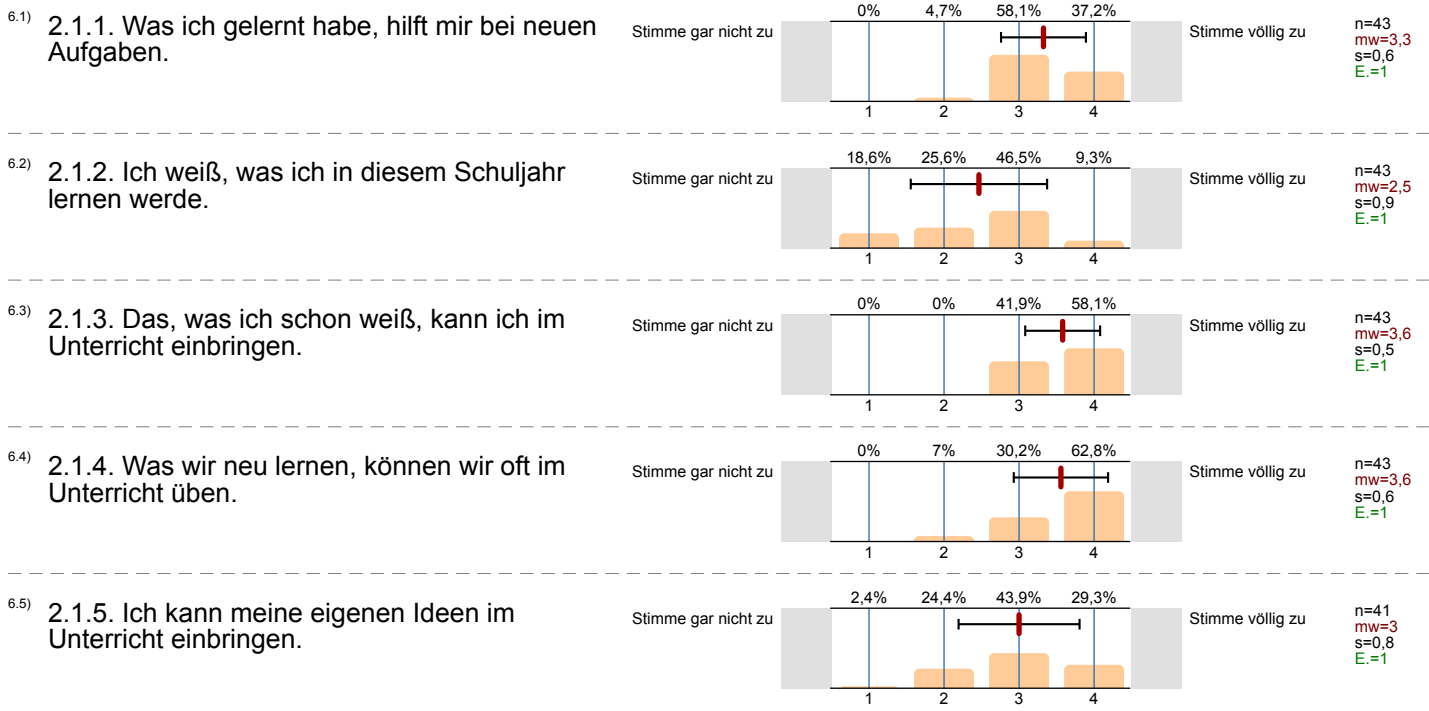 6.1) 2.1.1. Was ich gelernt habe, hilft mir bei neuen
Aufgaben.
Stimme gar nicht zu
0% 4,7% 58,1% 37,2%
1 2 3 4
Stimme völlig zu
n=43
mw=3,3
s=0,6
E.=1
6.2) 2.1.2. Ich weiß, was ich in diesem Schuljahr
lernen werde.
Stimme gar nicht zu
18,6% 25,6% 46,5% 9,3%
1 2 3 4
Stimme völlig zu
n=43
mw=2,5
s=0,9
E.=1
6.3) 2.1.3. Das, was ich schon weiß, kann ich im
Unterricht einbringen.
Stimme gar nicht zu
0% 0% 41,9% 58,1%
1 2 3 4
Stimme völlig zu
n=43
mw=3,6
s=0,5
E.=1
6.4) 2.1.4. Was wir neu lernen, können wir oft im
Unterricht üben.
Stimme gar nicht zu
0% 7% 30,2% 62,8%
1 2 3 4
Stimme völlig zu
n=43
mw=3,6
s=0,6
E.=1
6.5) 2.1.5. Ich kann meine eigenen Ideen im
Unterricht einbringen.
Stimme gar nicht zu
2,4% 24,4% 43,9% 29,3%
1 2 3 4
Stimme völlig zu
n=41
mw=3
s=0,8
E.=1